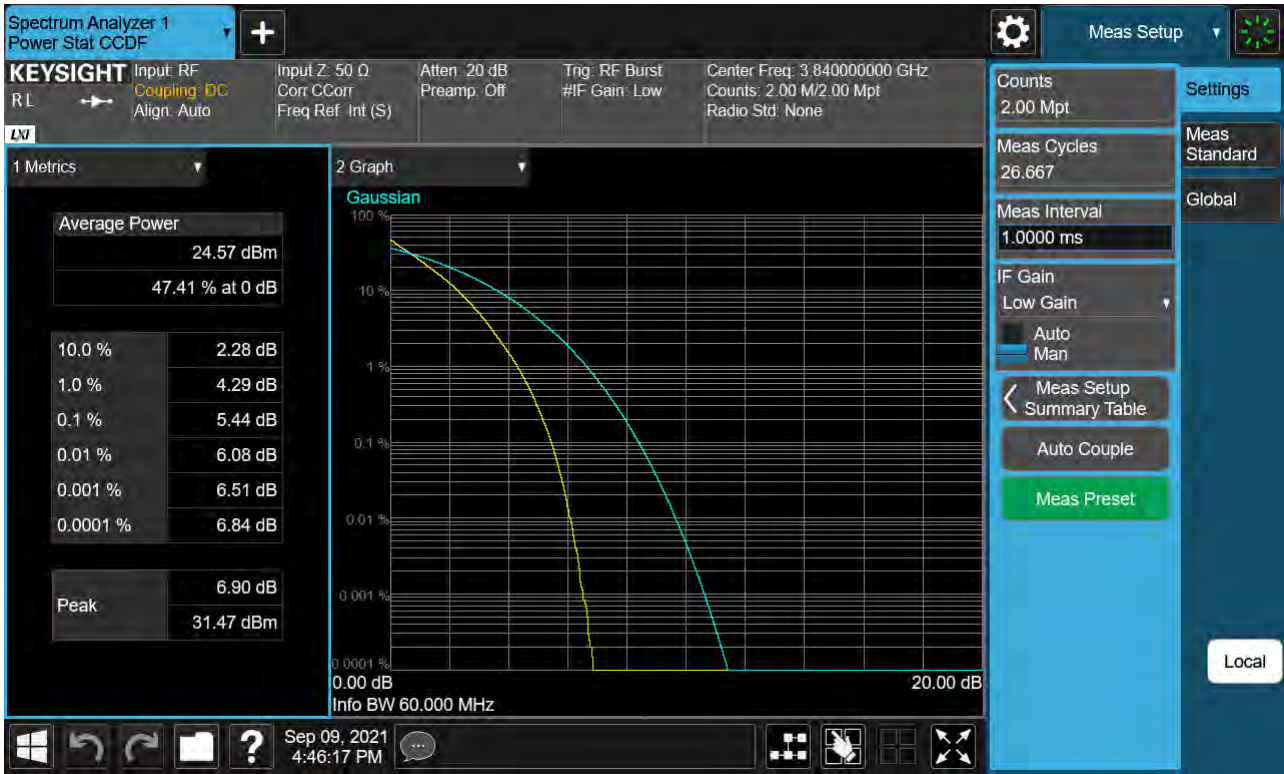 Spectrum Analyzer 1
Power Stat CCDF
+
Meas Setup
KEYSIGHT
RL
LXI
Input: RF
Coupling: DC
Align: Auto
Input Z: 50 Ω
Corr CCorr
Freq Ref: Int (S)
Atten: 20 dB
Preamp: Off
Trig: RF Burst
#IF Gain: Low
Center Freq: 3.840000000 GHz
Counts: 2.00 M/2.00 Mpt
Radio Std: None
1 Metrics
Average Power
24.57 dBm
47.41 % at 0 dB
10.0 % 2.28 dB
1.0 % 4.29 dB
0.1 % 5.44 dB
0.01 % 6.08 dB
0.001 % 6.51 dB
0.0001 % 6.84 dB
Peak
6.90 dB
31.47 dBm
2 Graph
Gaussian
100 %
10 %
1 %
0.1 %
0.01 %
0.001 %
0.0001 %
0.00 dB 20.00 dB
Info BW 60.000 MHz
Counts
2.00 Mpt
Meas Cycles
26.667
Meas Interval
1.0000 ms
IF Gain
Low Gain
Auto
Man
Meas Setup
Summary Table
Auto Couple
Meas Preset
Settings
Meas
Standard
Global
Local
?
Sep 09, 2021
4:46:17 PM